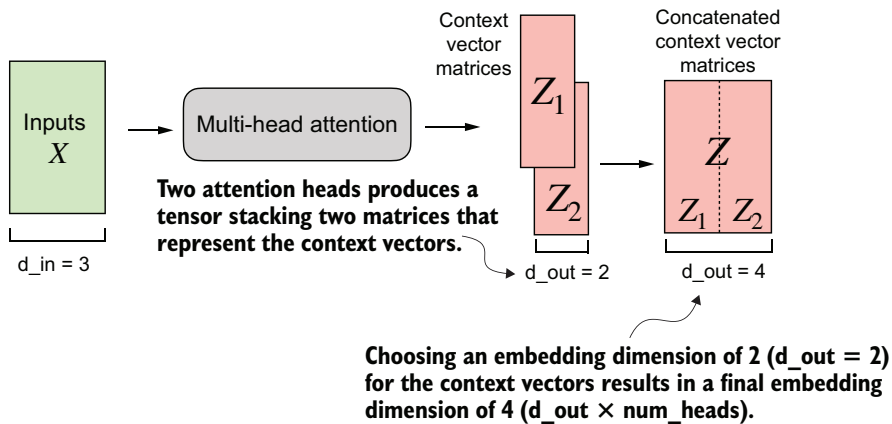 Inputs
X
d_in = 3
Multi-head attention
Two attention heads produces a
tensor stacking two matrices that
represent the context vectors.
Context
vector
matrices
Z1
Z2
d_out = 2
Concatenated
context vector
matrices
Z
Z1 Z2
d_out = 4
Choosing an embedding dimension of 2 (d_out = 2)
for the context vectors results in a final embedding
dimension of 4 (d_out × num_heads).